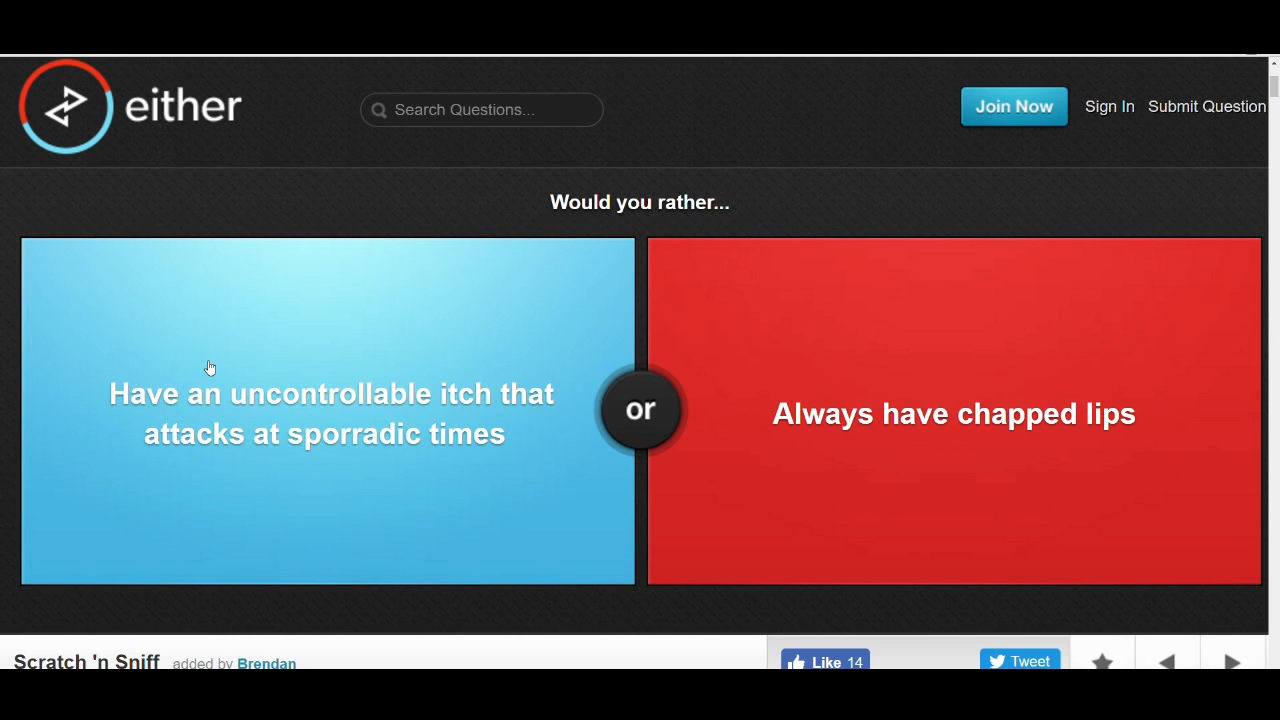 either
Search Questions...
Join Now
Sign In
Submit Question
Would you rather...
Have an uncontrollable itch that
attacks at sporradic times
or
Always have chapped lips
Scratch 'n Sniff added by Brendan
Like 14
Tweet